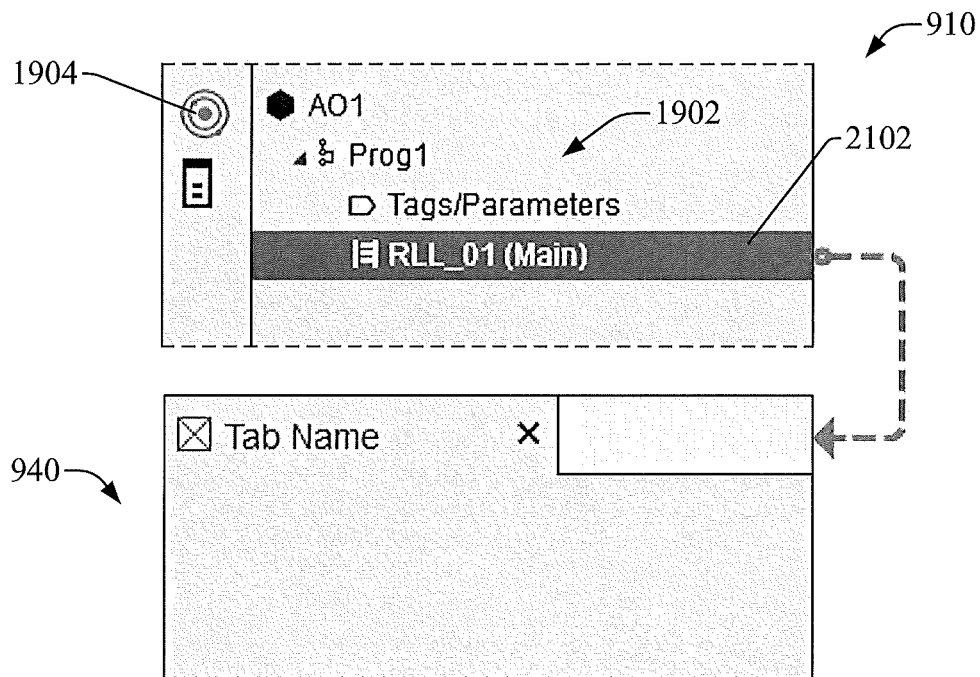 910
1904
AO1
1902
Prog1
2102
Tags/Parameters
RLL_01 (Main)
Tab Name
940